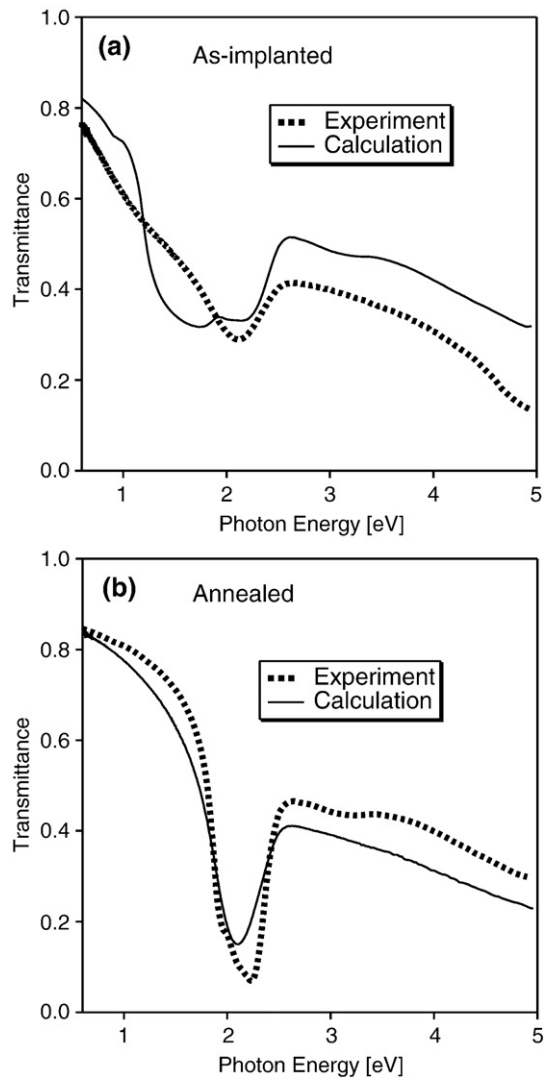 1.0
(a)
As-implanted
0.8
Experiment
Calculation
0.6
Transmittance
0.4
0.2
0.0
1 2 3 4 5
Photon Energy [eV]
1.0
(b)
Annealed
0.8
Experiment
Calculation
0.6
Transmittance
0.4
0.2
0.0
1 2 3 4 5
Photon Energy [eV]